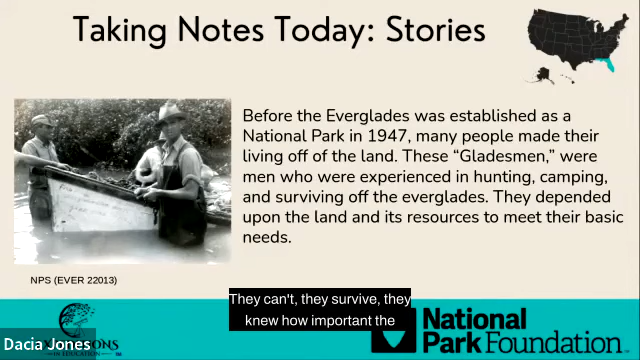 Taking Notes Today: Stories
Before the Everglades was established as a
National Park in 1947, many people made their
living off of the land. These “Gladesmen,” were
men who were experienced in hunting, camping,
and surviving off the everglades. They depended
upon the land and its resources to meet their basic
needs.
NPS (EVER 22013)
They can't, they survive, they
knew how important the
Dacia Jones
IN EDUCATION
National
Park Foundation